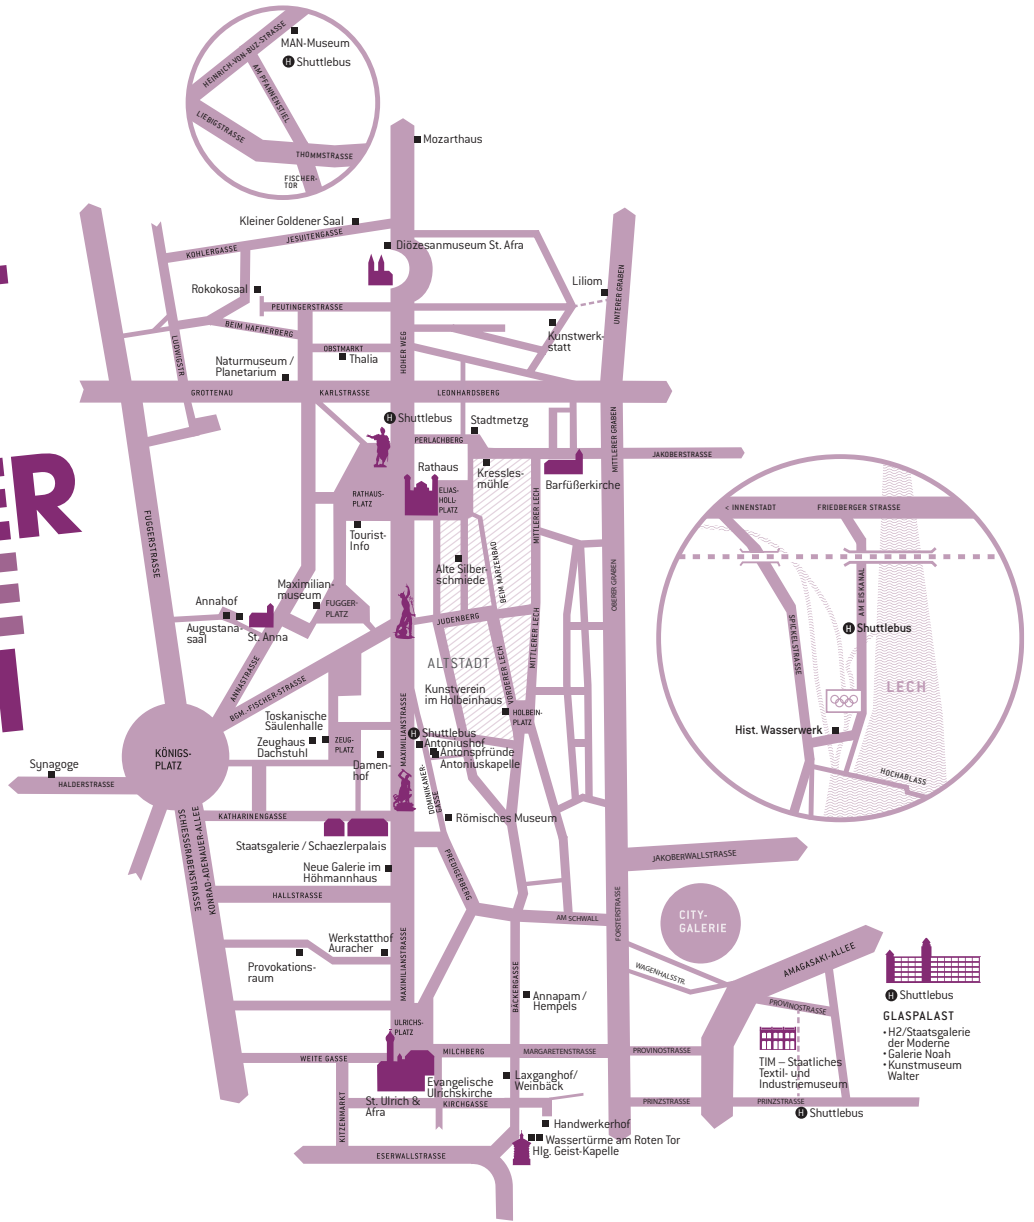 HEINRICH-VON-BUZ-STRASSE
MAN-Museum
H Shuttlebus
AM PFANNENSTIEL
LIEBIGSTRASSE
THOMMSTRASSE
FISCHER-
TOR
Mozarthaus
Kleiner Goldener Saal
JESUITENGASSE
KOHLERGASSE
Diözesanmuseum St. Afra
Liliom
UNTERER GRABEN
Rokokosaal
PEUTINGERSTRASSE
BEIM HAFNERBERG
LUDWIGSTR.
HOHER WEG
Kunstwerk-
statt
OBSTMARKT
Thalia
Naturmuseum /
Planetarium
GROTTENAU
KARLSTRASSE
LEONHARDSBERG
H Shuttlebus
Stadtmetzg
MITTLERER GRABEN
PERLACHBERG
JAKOBERSTRASSE
Rathaus
Kressles-
mühle
Barfüßerkirche
RATHAUS-
PLATZ
ELIAS-
HOLL-
PLATZ
MITTLERER LECH
FUGGERSTRASSE
Tourist-
Info
Alte Silber-
schmiede
BEIM MÄRZENBAD
OBERER GRABEN
Maximilian-
museum
FUGGER-
PLATZ
Annahof
Augustana-
saal
St. Anna
JUDENBERG
MITTLERER LECH
ALTSTADT
VORDERER LECH
ANNASTRASSE
BGM.-FISCHER-STRASSE
Kunstverein
im Holbeinhaus
HOLBEIN-
PLATZ
Toskanische
Säulenhalle
MAXIMILIANSTRASSE
H Shuttlebus
Antoniushof
Antonspfründe
Antoniuskapelle
Zeughaus
Dachstuhl
ZEUG-
PLATZ
Damen-
hof
DOMINIKANER-
GASSE
KÖNIGS-
PLATZ
Synagoge
HALDERSTRASSE
KATHARINENGASSE
Römisches Museum
SCHIESSGRABENSTRASSE
KONRAD-ADENAUER-ALLEE
Staatsgalerie / Schaezlerpalais
Neue Galerie im
Höhmannhaus
PREDIGERBERG
HALLSTRASSE
AM SCHWALL
FORSTERSTRASSE
JAKOBERWALLSTRASSE
CITY-
GALERIE
Werkstatthof
Auracher
Provokations-
raum
MAXIMILIANSTRASSE
BÄCKERGASSE
Annapam /
Hempels
WAGENHALSSTR.
AMAGASAKI-ALLEE
PROVINOSTRASSE
H Shuttlebus
GLASPALAST
• H2/Staatsgalerie
der Moderne
• Galerie Noah
• Kunstmuseum
Walter
ULRICHS-
PLATZ
WEITE GASSE
MILCHBERG
MARGARETENSTRASSE
PROVINOSTRASSE
TIM – Staatliches
Textil- und
Industriemuseum
Evangelische
Ulrichskirche
Laxganghof/
Weinbäck
St. Ulrich &
Afra
KIRCHGASSE
KITZENMARKT
PRINZSTRASSE
PRINZSTRASSE
H Shuttlebus
Handwerkerhof
Wassertürme am Roten Tor
Hlg. Geist-Kapelle
ESERWALLSTRASSE
< INNENSTADT
FRIEDBERGER STRASSE
AM EISKANAL
SPICKELSTRASSE
H Shuttlebus
LECH
Hist. Wasserwerk
HOCHABLASS